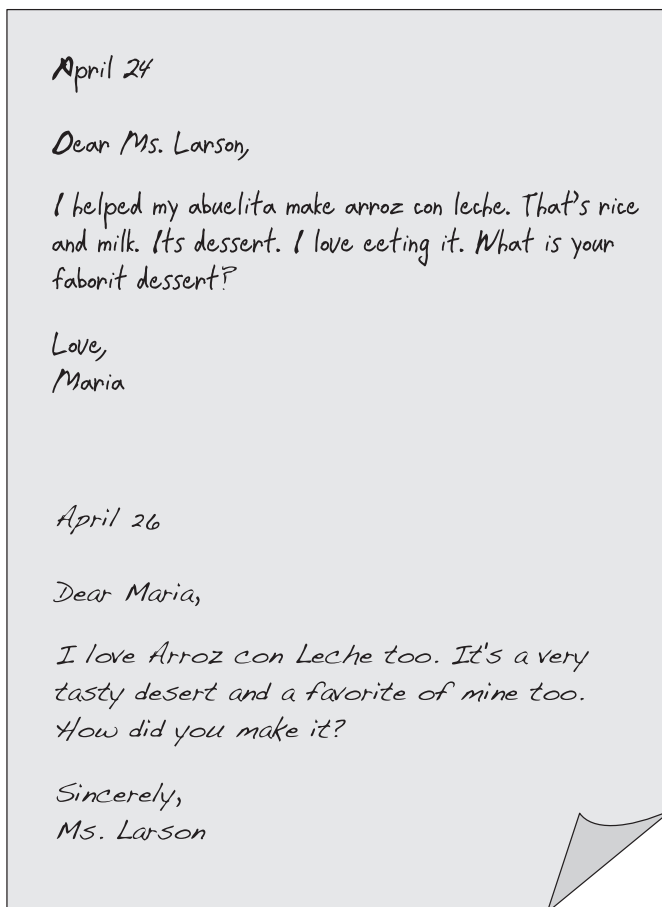 April 24
Dear Ms. Larson,
I helped my abuelita make arroz con leche. That's rice
and milk. Its dessert. I love eeting it. What is your
faborit dessert?
Love,
Maria
April 26
Dear Maria,
I love Arroz con Leche too. It's a very
tasty desert and a favorite of mine too.
How did you make it?
Sincerely,
Ms. Larson